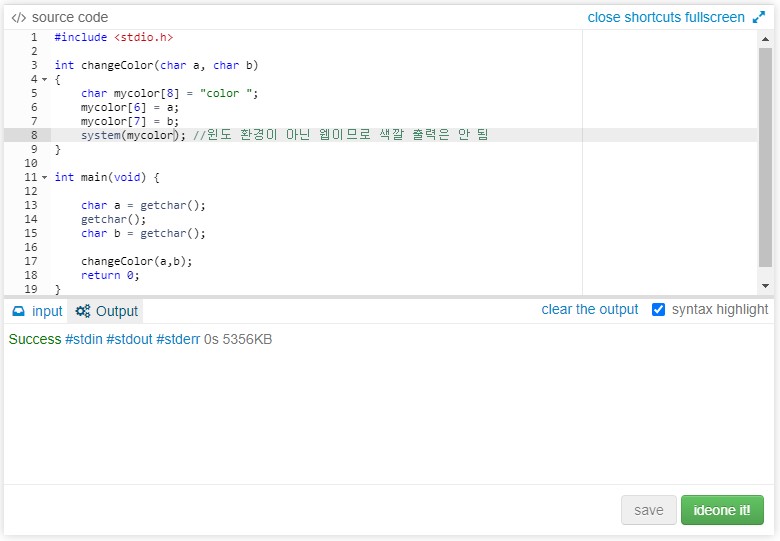 </> source code
close shortcuts fullscreen
1 #include <stdio.h>
2
3 int changeColor(char a, char b)
4 {
5 char mycolor[8] = "color ";
6 mycolor[6] = a;
7 mycolor[7] = b;
8 system(mycolor); //윈도 환경이 아닌 웹이므로 색깔 출력은 안 됨
9 }
10
11 int main(void) {
12
13 char a = getchar();
14 getchar();
15 char b = getchar();
16
17 changeColor(a,b);
18 return 0;
19 }
input Output
clear the output syntax highlight
Success #stdin #stdout #stderr 0s 5356KB
save ideone it!